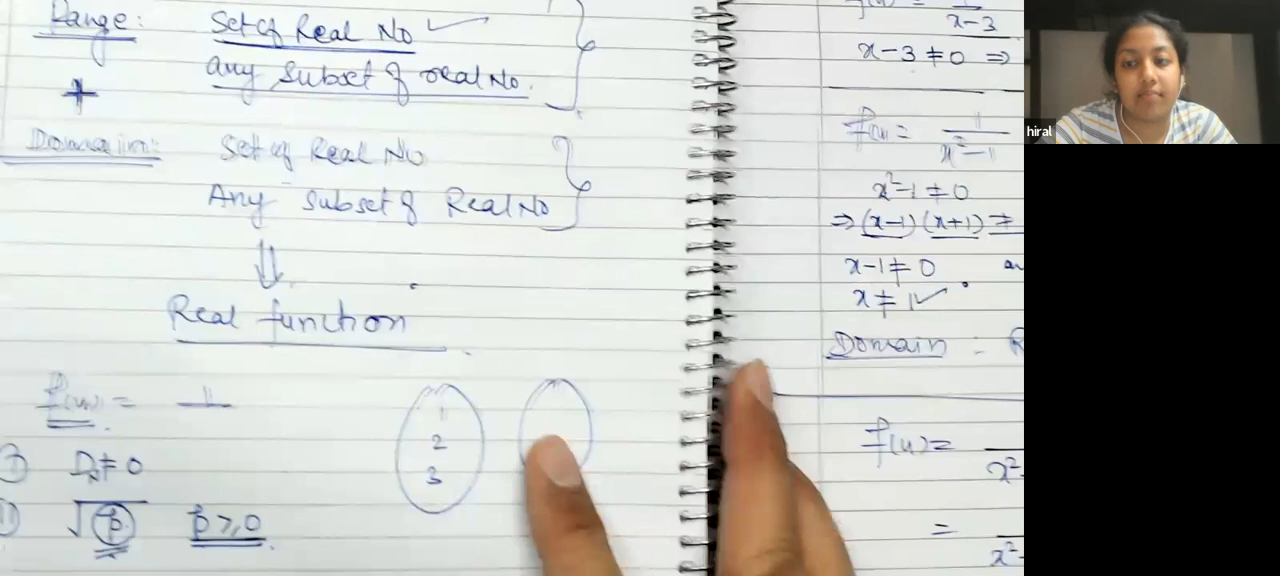 Range: Set of Real No ✓
any Subset of real No.
+
Domain: Set of Real No
Any Subset of Real No
⇓
Real function
f(x) = 1
Dr ≠ 0
√p p ≥ 0
1
2
3
x-3
x-3 ≠ 0 ⇒
f(x) = 1
x²-1
x²-1 ≠ 0
⇒ (x-1) (x+1) ≠
x-1 ≠ 0
x ≠ 1 ✓
Domain :
f(x) =
x²-
=
x²
hiral